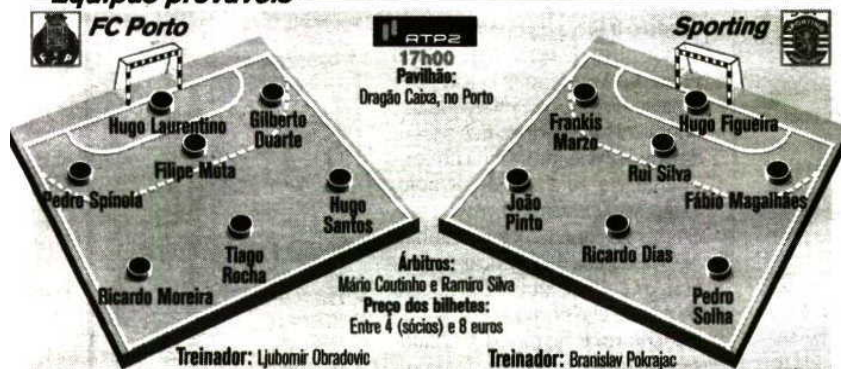 Equipas prováveis
FC Porto
RTP2
17h00
Pavilhão:
Dragão Caixa, no Porto
Sporting
Hugo Laurentino
Gilberto
Duarte
Filipe Mota
Pedro Spínola
Hugo
Santos
Tiago
Rocha
Ricardo Moreira
Treinador: Ljubomir Obradovic
Frankis
Marzo
Hugo Figueira
Rui Silva
João
Pinto
Fábio Magalhães
Ricardo Dias
Pedro
Solha
Árbitros:
Mário Coutinho e Ramiro Silva
Preço dos bilhetes:
Entre 4 (sócios) e 8 euros
Treinador: Branislav Pokrajac